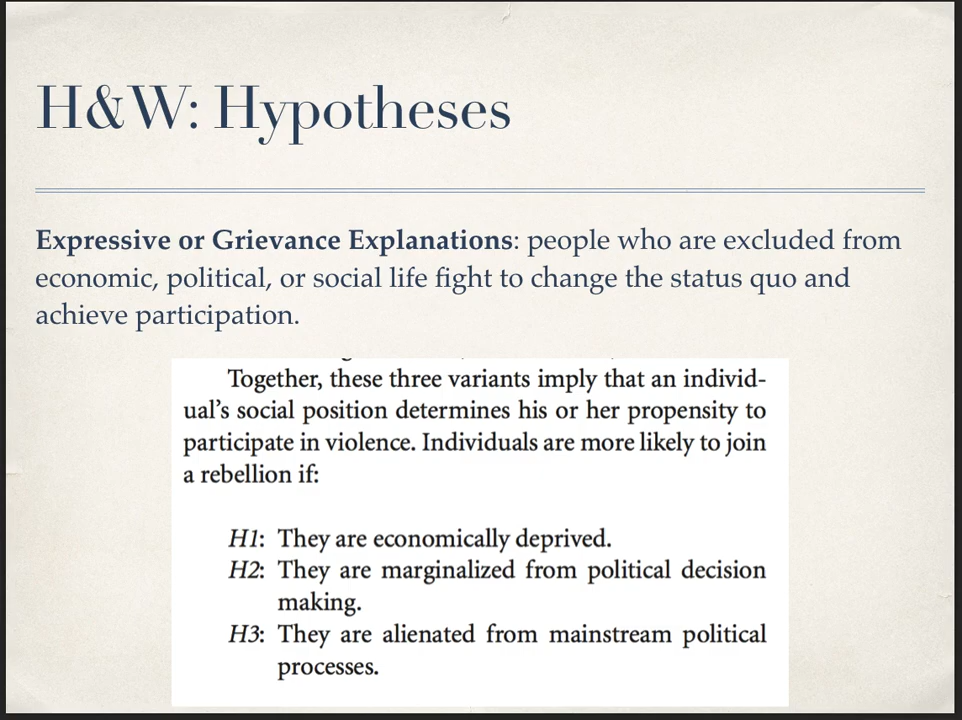 H&W: Hypotheses
Expressive or Grievance Explanations: people who are excluded from
economic, political, or social life fight to change the status quo and
achieve participation.
Together, these three variants imply that an individ-
ual's social position determines his or her propensity to
participate in violence. Individuals are more likely to join
a rebellion if:
H1: They are economically deprived.
H2: They are marginalized from political decision
making.
H3: They are alienated from mainstream political
processes.